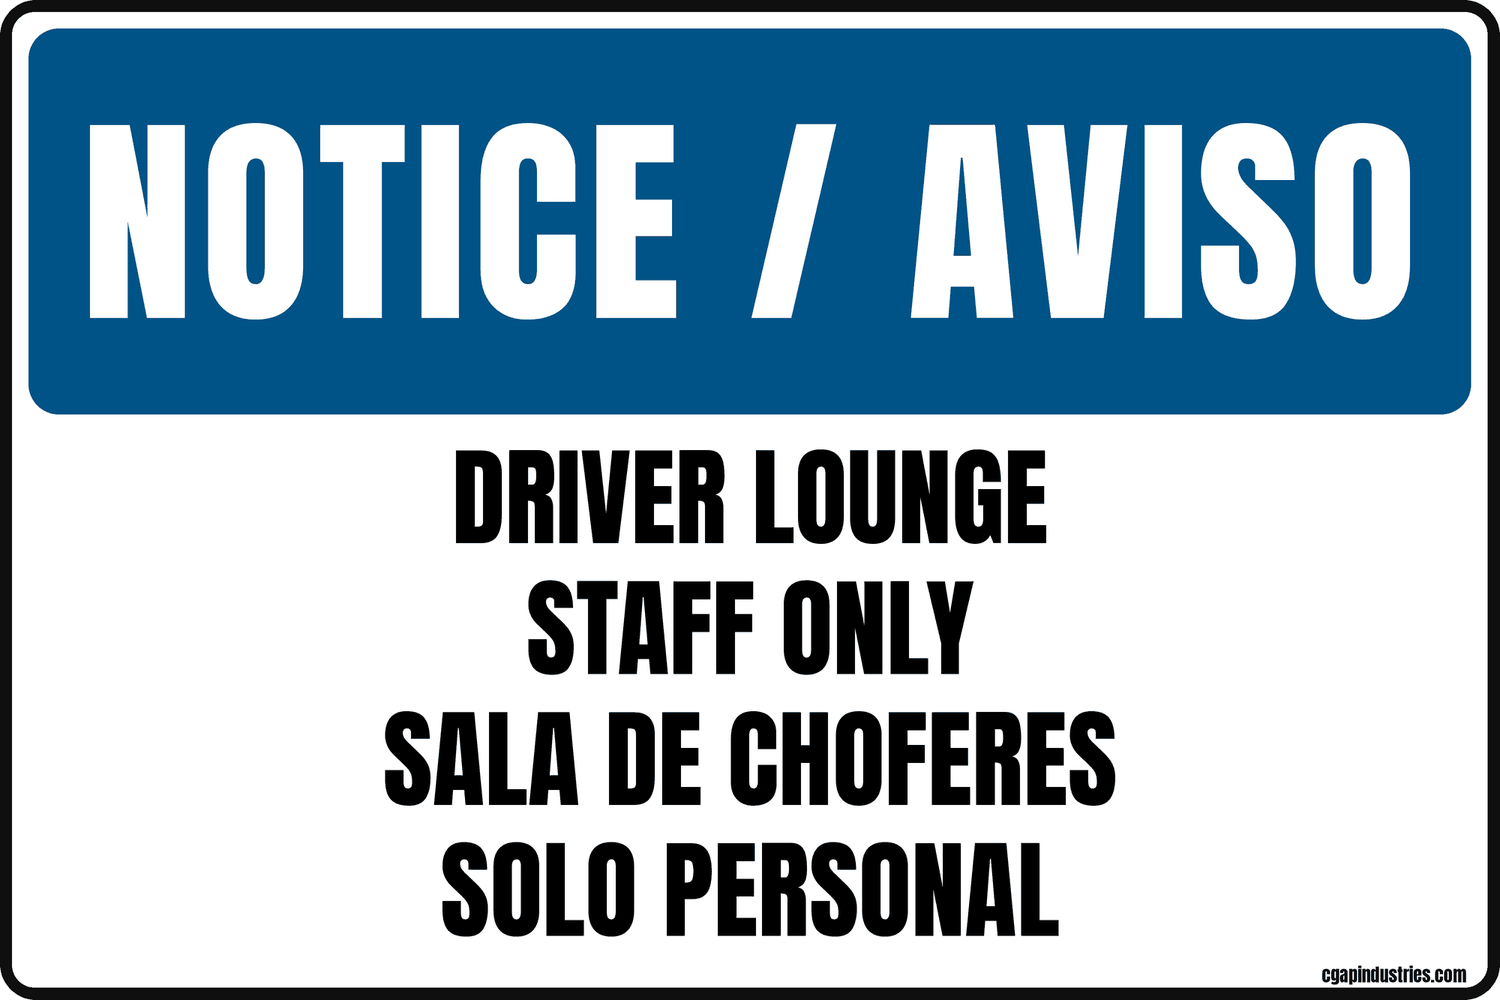 NOTICE / AVISO
DRIVER LOUNGE
STAFF ONLY
SALA DE CHOFERES
SOLO PERSONAL
cgapindustries.com